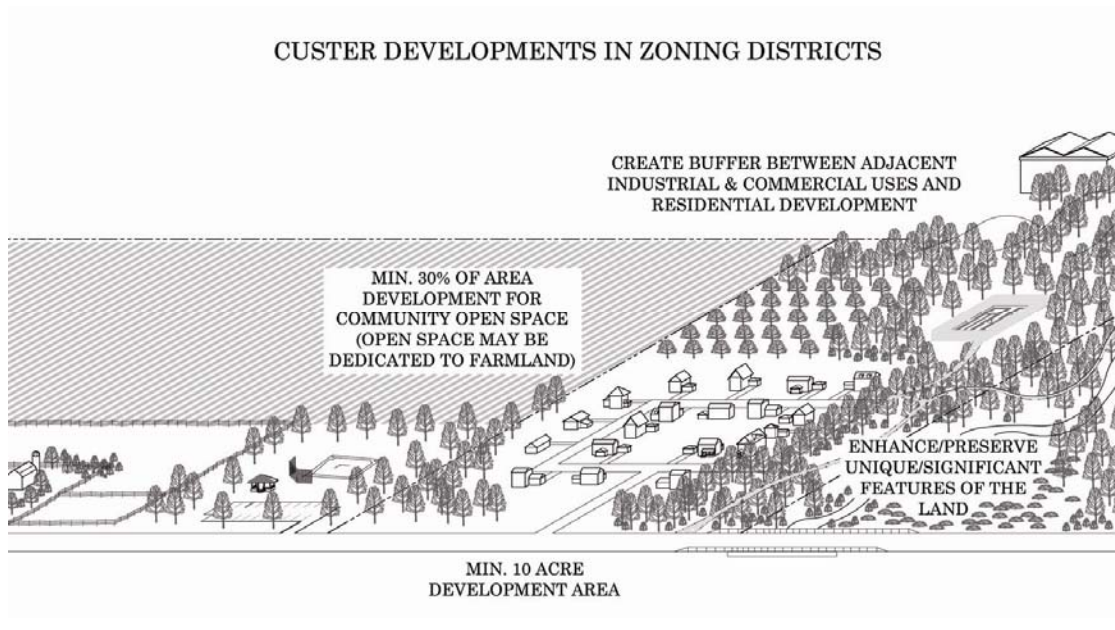 CUSTER DEVELOPMENTS IN ZONING DISTRICTS
CREATE BUFFER BETWEEN ADJACENT
INDUSTRIAL & COMMERCIAL USES AND
RESIDENTIAL DEVELOPMENT
MIN. 30% OF AREA
DEVELOPMENT FOR
COMMUNITY OPEN SPACE
(OPEN SPACE MAY BE
DEDICATED TO FARMLAND)
ENHANCE/PRESERVE
UNIQUE/SIGNIFICANT
FEATURES OF THE
LAND
MIN. 10 ACRE
DEVELOPMENT AREA